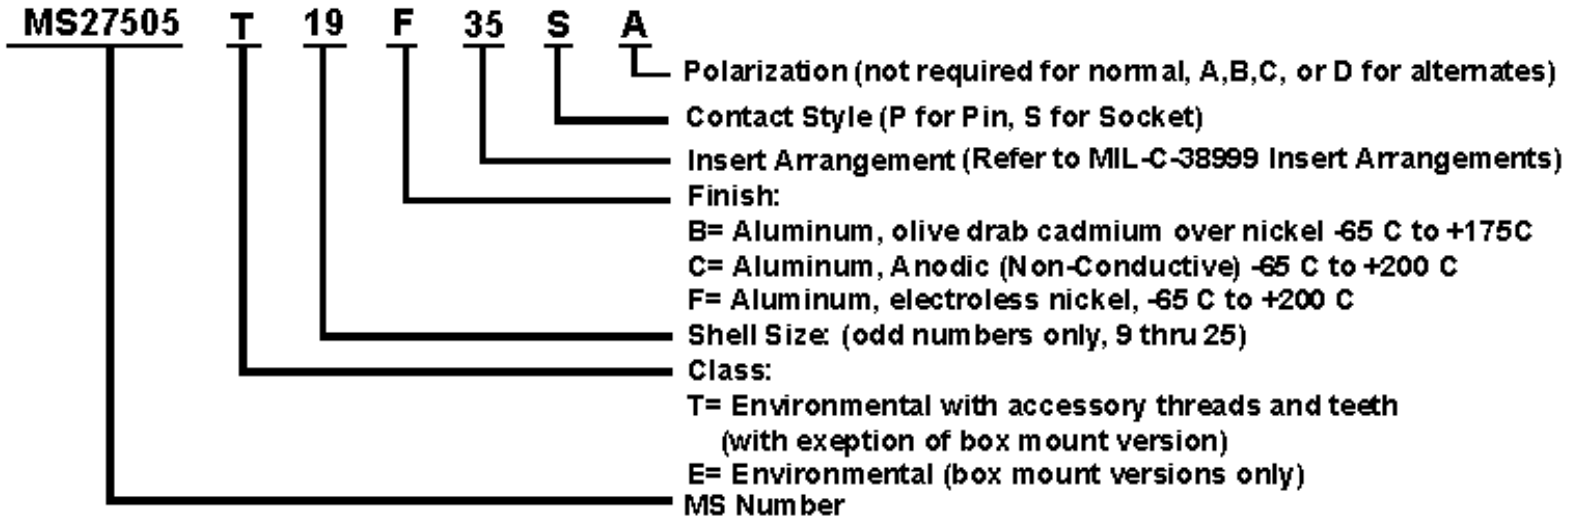 MS27505 T 19 F 35 S A
Polarization (not required for normal, A,B,C, or D for alternates)
Contact Style (P for Pin, S for Socket)
Insert Arrangement (Refer to MIL-C-38999 Insert Arrangements)
Finish:
B= Aluminum, olive drab cadmium over nickel -65 C to +175C
C= Aluminum, Anodic (Non-Conductive) -65 C to +200 C
F= Aluminum, electroless nickel, -65 C to +200 C
Shell Size: (odd numbers only, 9 thru 25)
Class:
T= Environmental with accessory threads and teeth
(with exeption of box mount version)
E= Environmental (box mount versions only)
MS Number